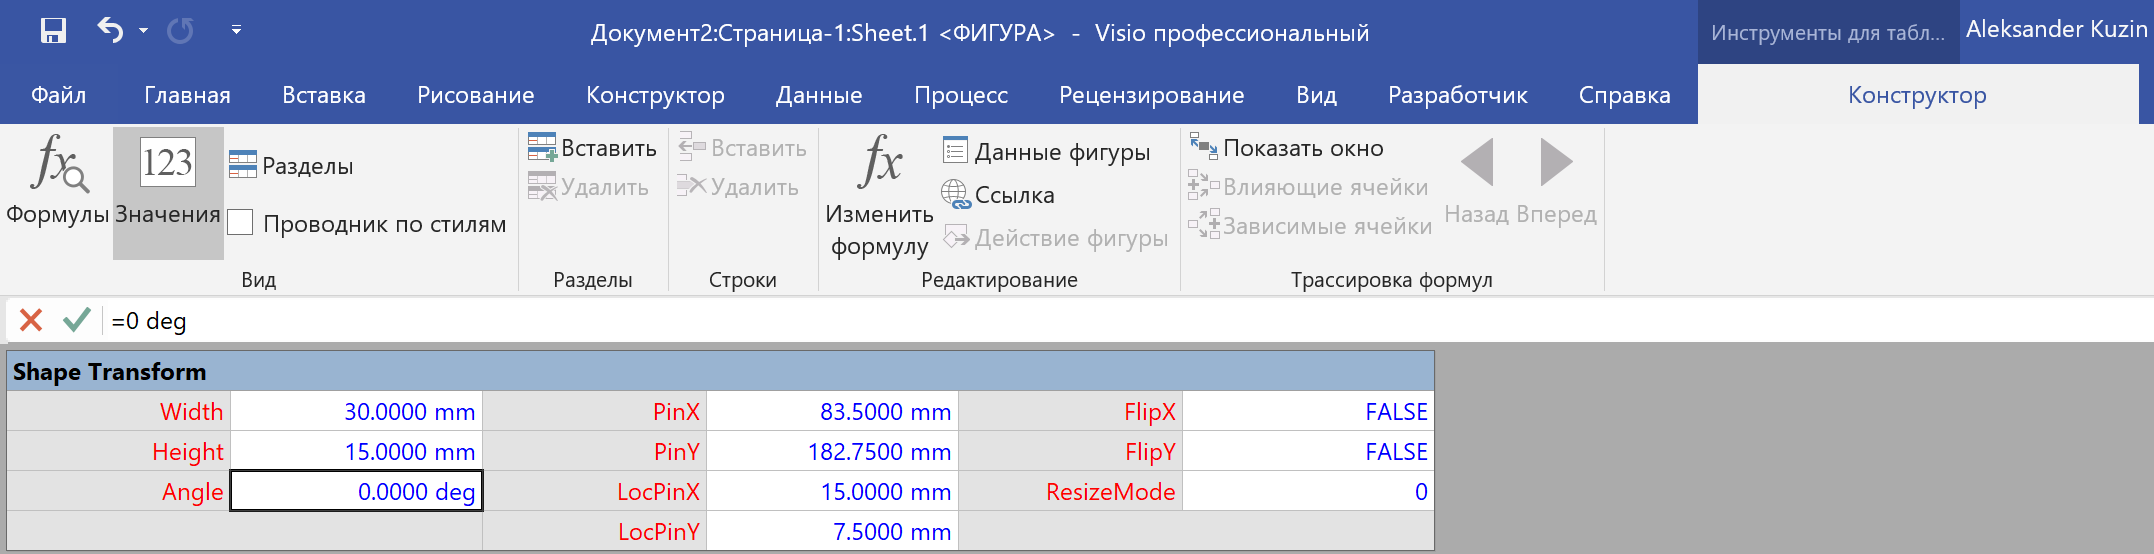 Документ2:Страница-1:Sheet.1 <ФИГУРА> - Visio профессиональный
Инструменты для табл...
Aleksander Kuzin
Файл Главная Вставка Рисование Конструктор Данные Процесс Рецензирование Вид Разработчик Справка Конструктор
fx
Формулы
123
Значения
Разделы
Проводник по стилям
Вид
Вставить
Удалить
Разделы
Вставить
Удалить
Строки
fx
Изменить
формулу
Данные фигуры
Ссылка
Действие фигуры
Редактирование
Показать окно
Влияющие ячейки
Зависимые ячейки
Назад Вперед
Трассировка формул
=0 deg
Shape Transform
Width 30.0000 mm PinX 83.5000 mm FlipX FALSE
Height 15.0000 mm PinY 182.7500 mm FlipY FALSE
Angle 0.0000 deg LocPinX 15.0000 mm ResizeMode 0
LocPinY 7.5000 mm